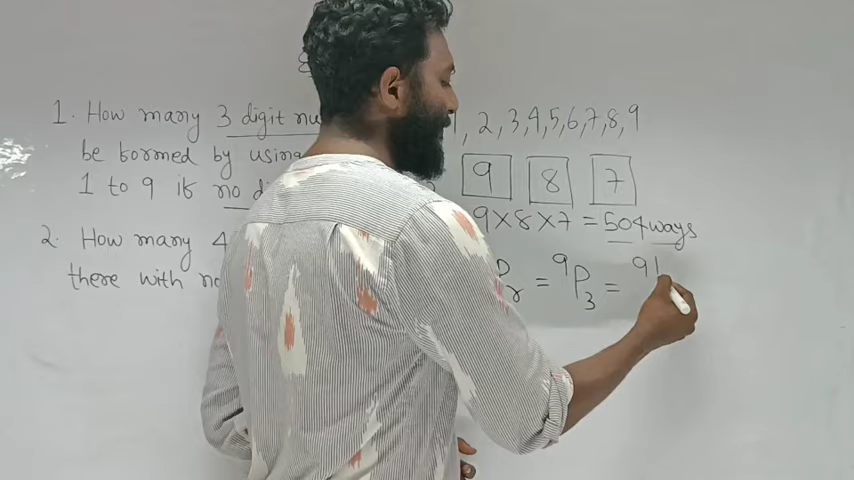 1. How many 3 digit nu 1, 2, 3, 4, 5, 6, 7, 8, 9
be formed by using
1 to 9 if no
9 8 7
9 × 8 × 7 = 504 ways
2. How many 4
there with no
Pr = 9P3 = 9!